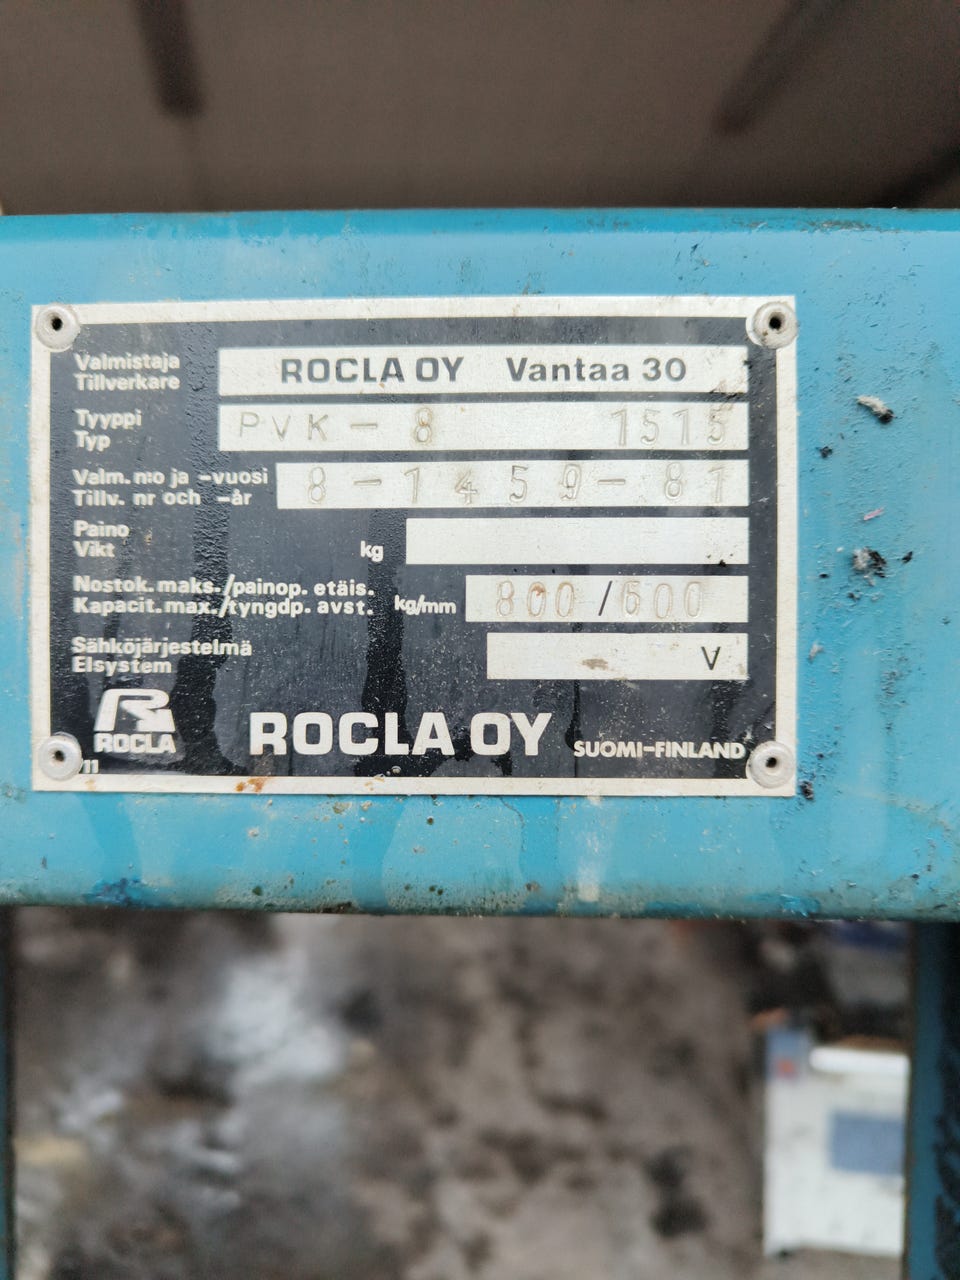 Valmistaja
Tillverkare
ROCLA OY Vantaa 30
Tyyppi
Typ
PVK-8 1515
Valm. n:o ja -vuosi
Tillv. nr och -år
8-1459-81
Paino
Vikt
kg
Nostok. maks./painop. etäis.
Kapacit. max./tyngdp. avst.
kg/mm
800/600
Sähköjärjestelmä
Elsystem
V
ROCLA
ROCLA OY
SUOMI-FINLAND
11